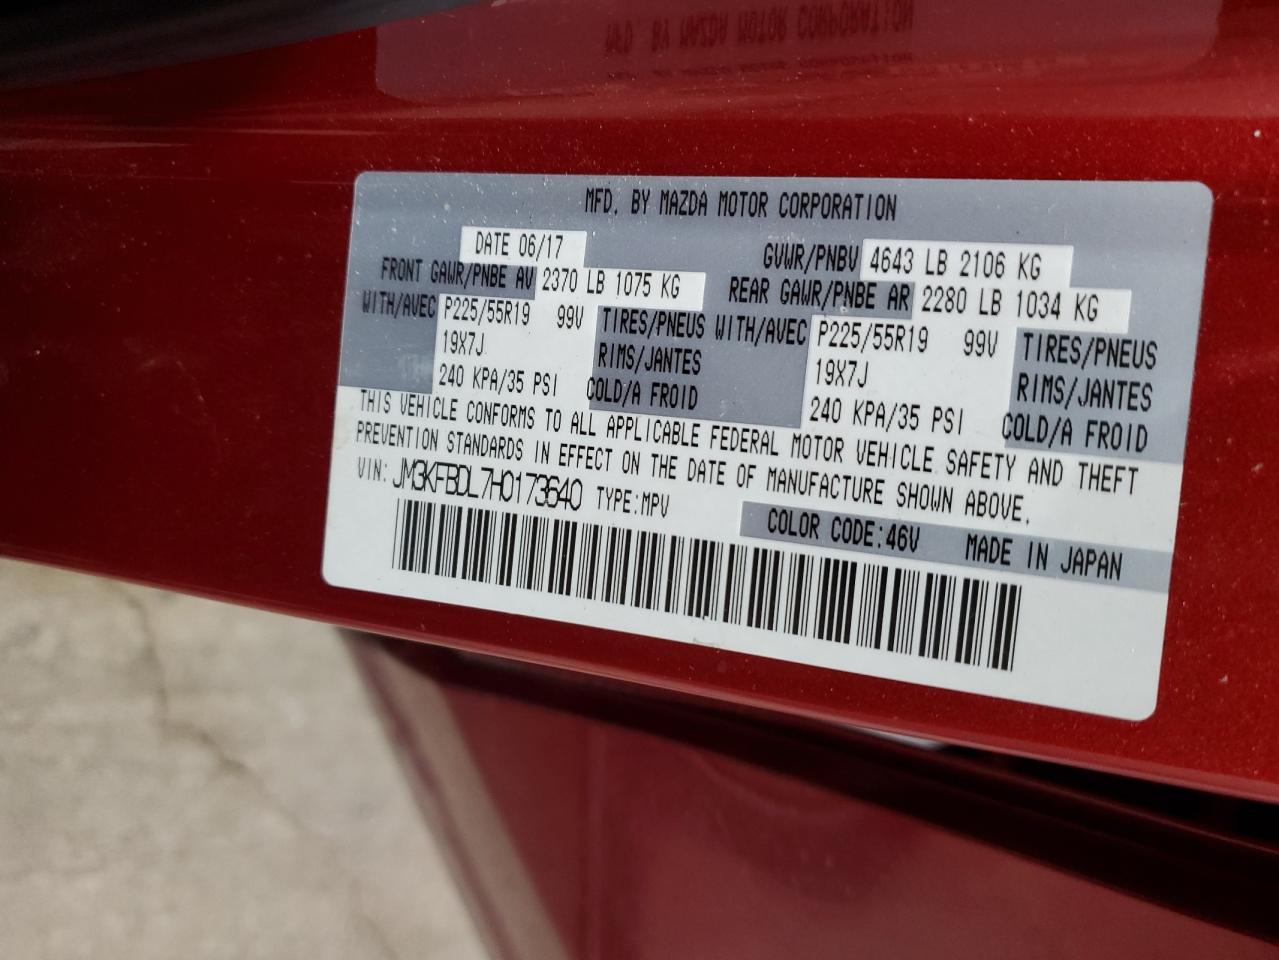 MFD. BY MAZDA MOTOR CORPORATION
MFD. BY MAZDA MOTOR CORPORATION
DATE 06/17 GVWR/PNBV 4643 LB 2106 KG
FRONT GAWR/PNBE AV 2370 LB 1075 KG REAR GAWR/PNBE AR 2280 LB 1034 KG
WITH/AVEC P225/55R19 99V TIRES/PNEUS WITH/AVEC P225/55R19 99V TIRES/PNEUS
19X7J RIMS/JANTES 19X7J RIMS/JANTES
240 KPA/35 PSI COLD/A FROID 240 KPA/35 PSI COLD/A FROID
THIS VEHICLE CONFORMS TO ALL APPLICABLE FEDERAL MOTOR VEHICLE SAFETY AND THEFT
PREVENTION STANDARDS IN EFFECT ON THE DATE OF MANUFACTURE SHOWN ABOVE.
VIN: JM3KFBDL7H0173640 TYPE:MPV
COLOR CODE:46V MADE IN JAPAN